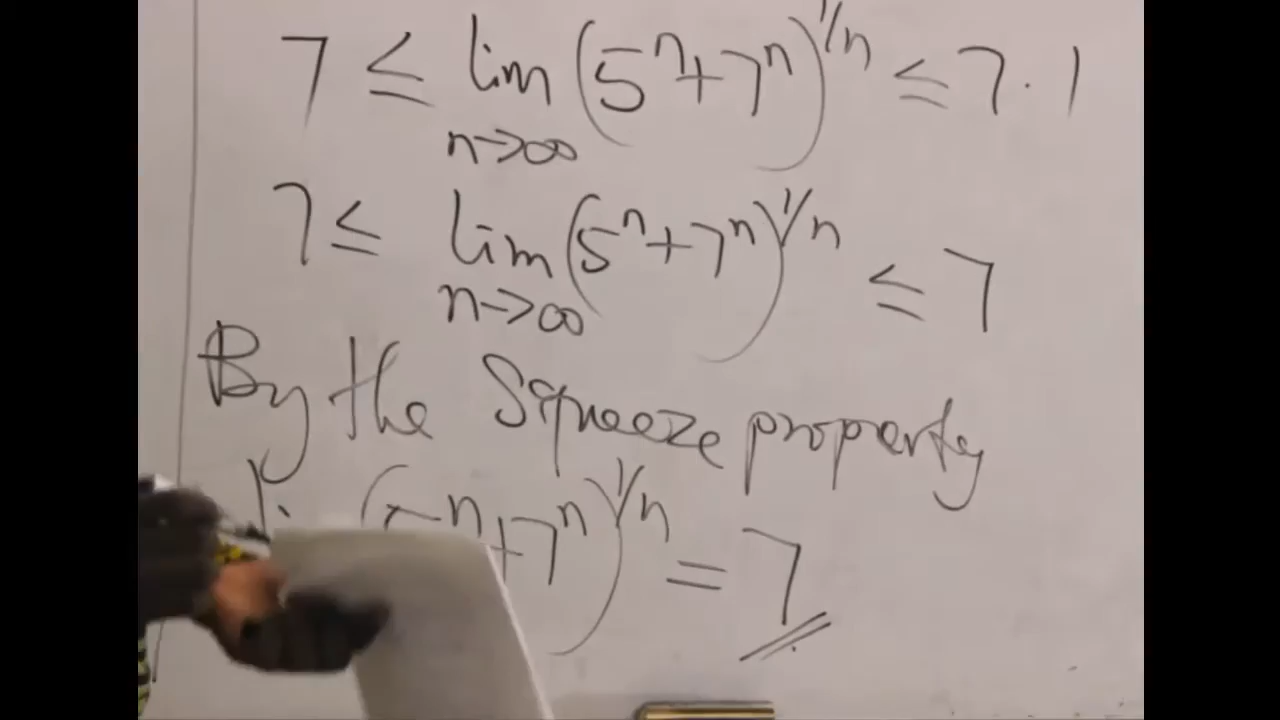 7 ≤ lim (5ⁿ+7ⁿ)^1/n ≤ 7.1
n→∞
7 ≤ lim (5ⁿ+7ⁿ)^1/n ≤ 7
n→∞
By the Squeeze property
ⁿ+7ⁿ)^1/n = 7